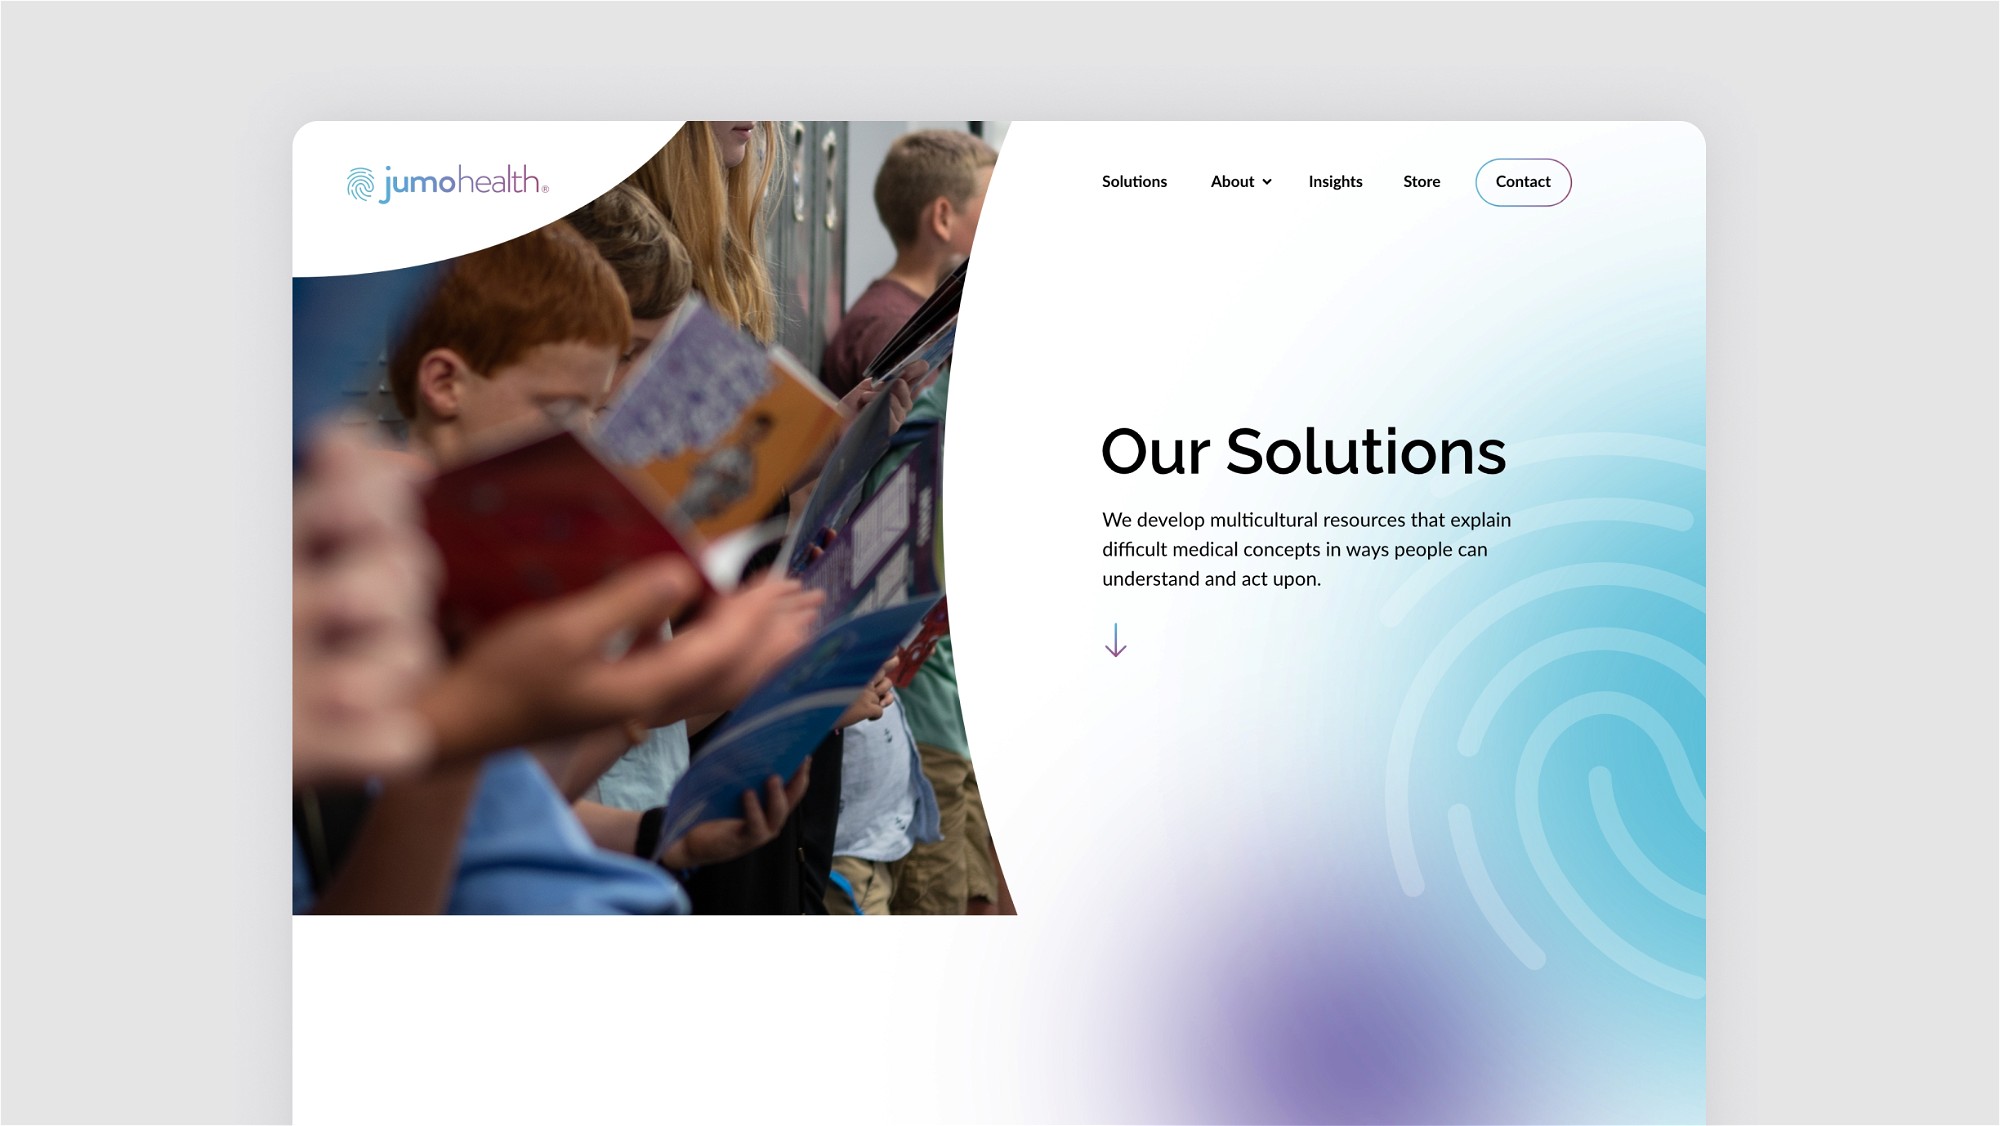 jumohealth®
Solutions
About
Insights
Store
Contact
Our Solutions
We develop multicultural resources that explain
difficult medical concepts in ways people can
understand and act upon.